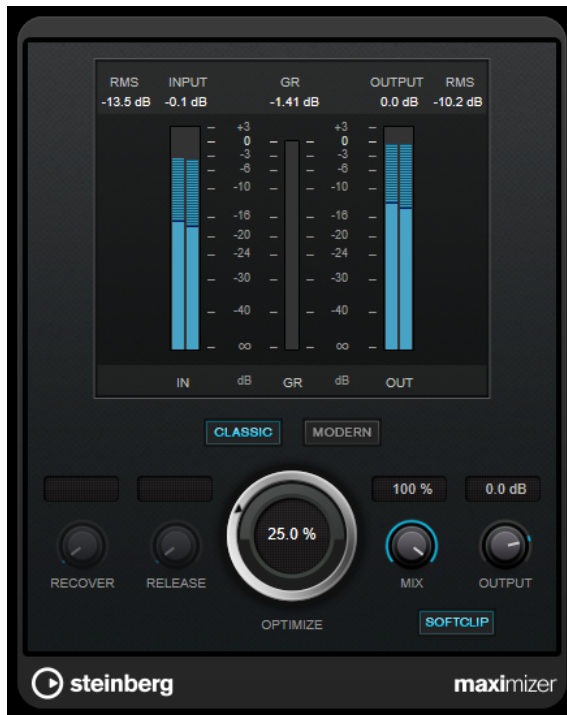 RMS INPUT GR OUTPUT RMS
-13.5 dB -0.1 dB -1.41 dB 0.0 dB -10.2 dB
+3 +3
0 0
-3 -3
-6 -6
-10 -10
-16 -16
-20 -20
-24 -24
-30 -30
-40 -40
∞ ∞
IN dB GR dB OUT
CLASSIC MODERN
100 % 0.0 dB
25.0 %
RECOVER RELEASE MIX OUTPUT
OPTIMIZE SOFTCLIP
steinberg maximizer